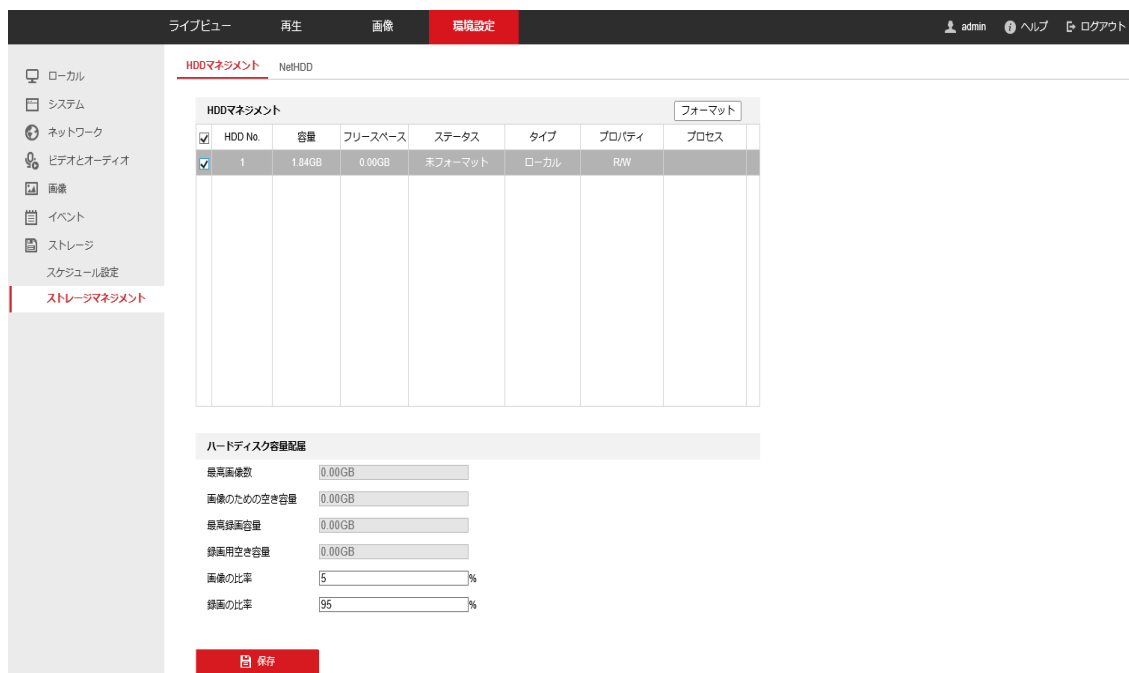 ライブビュー 再生 画像 環境設定 admin ヘルプ ログアウト
ローカル
システム
ネットワーク
ビデオとオーディオ
画像
イベント
ストレージ
スケジュール設定
ストレージマネジメント
HDDマネジメント NetHDD
HDDマネジメント フォーマット
HDD No. 容量 フリースペース ステータス タイプ プロパティ プロセス
1 1.84GB 0.00GB 未フォーマット ローカル R/W
ハードディスク容量配属
最高画像数 0.00GB
画像のための空き容量 0.00GB
最高録画容量 0.00GB
録画用空き容量 0.00GB
画像の比率 5 %
録画の比率 95 %
保存